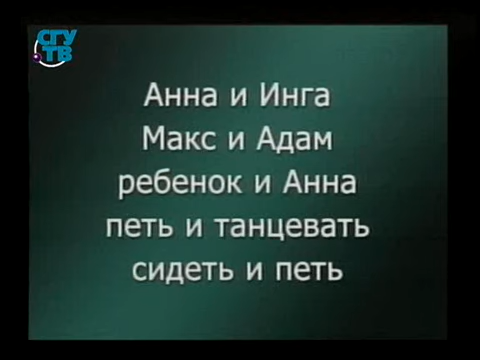 СГУ
ТВ
Анна и Инга
Макс и Адам
ребенок и Анна
петь и танцевать
сидеть и петь